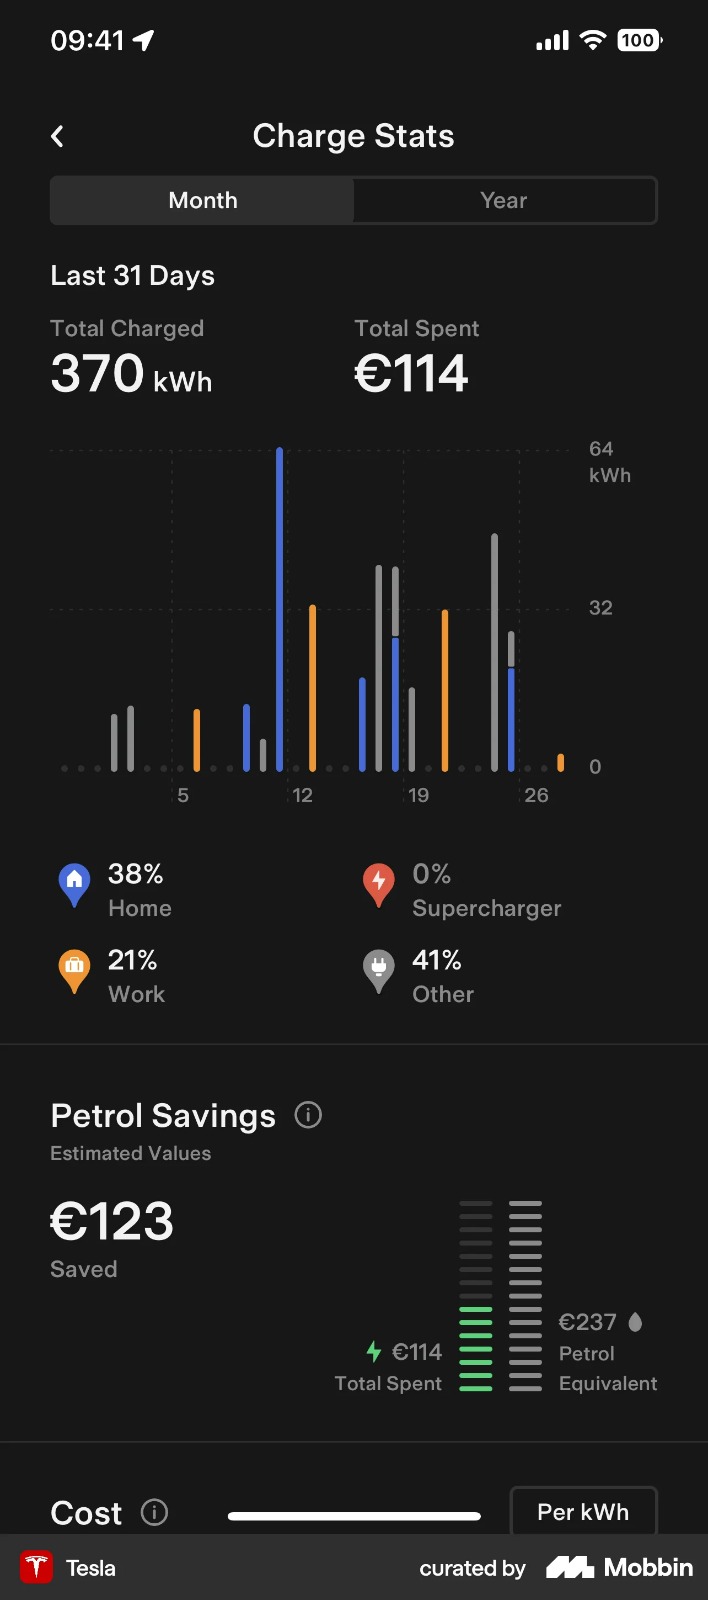 09:41
100
Charge Stats
Month Year
Last 31 Days
Total Charged Total Spent
370 kWh €114
64
kWh
32
0
5 12 19 26
38% 0%
Home Supercharger
21% 41%
Work Other
Petrol Savings
Estimated Values
€123
Saved
€237
€114 Petrol
Total Spent Equivalent
Cost Per kWh
Tesla curated by Mobbin